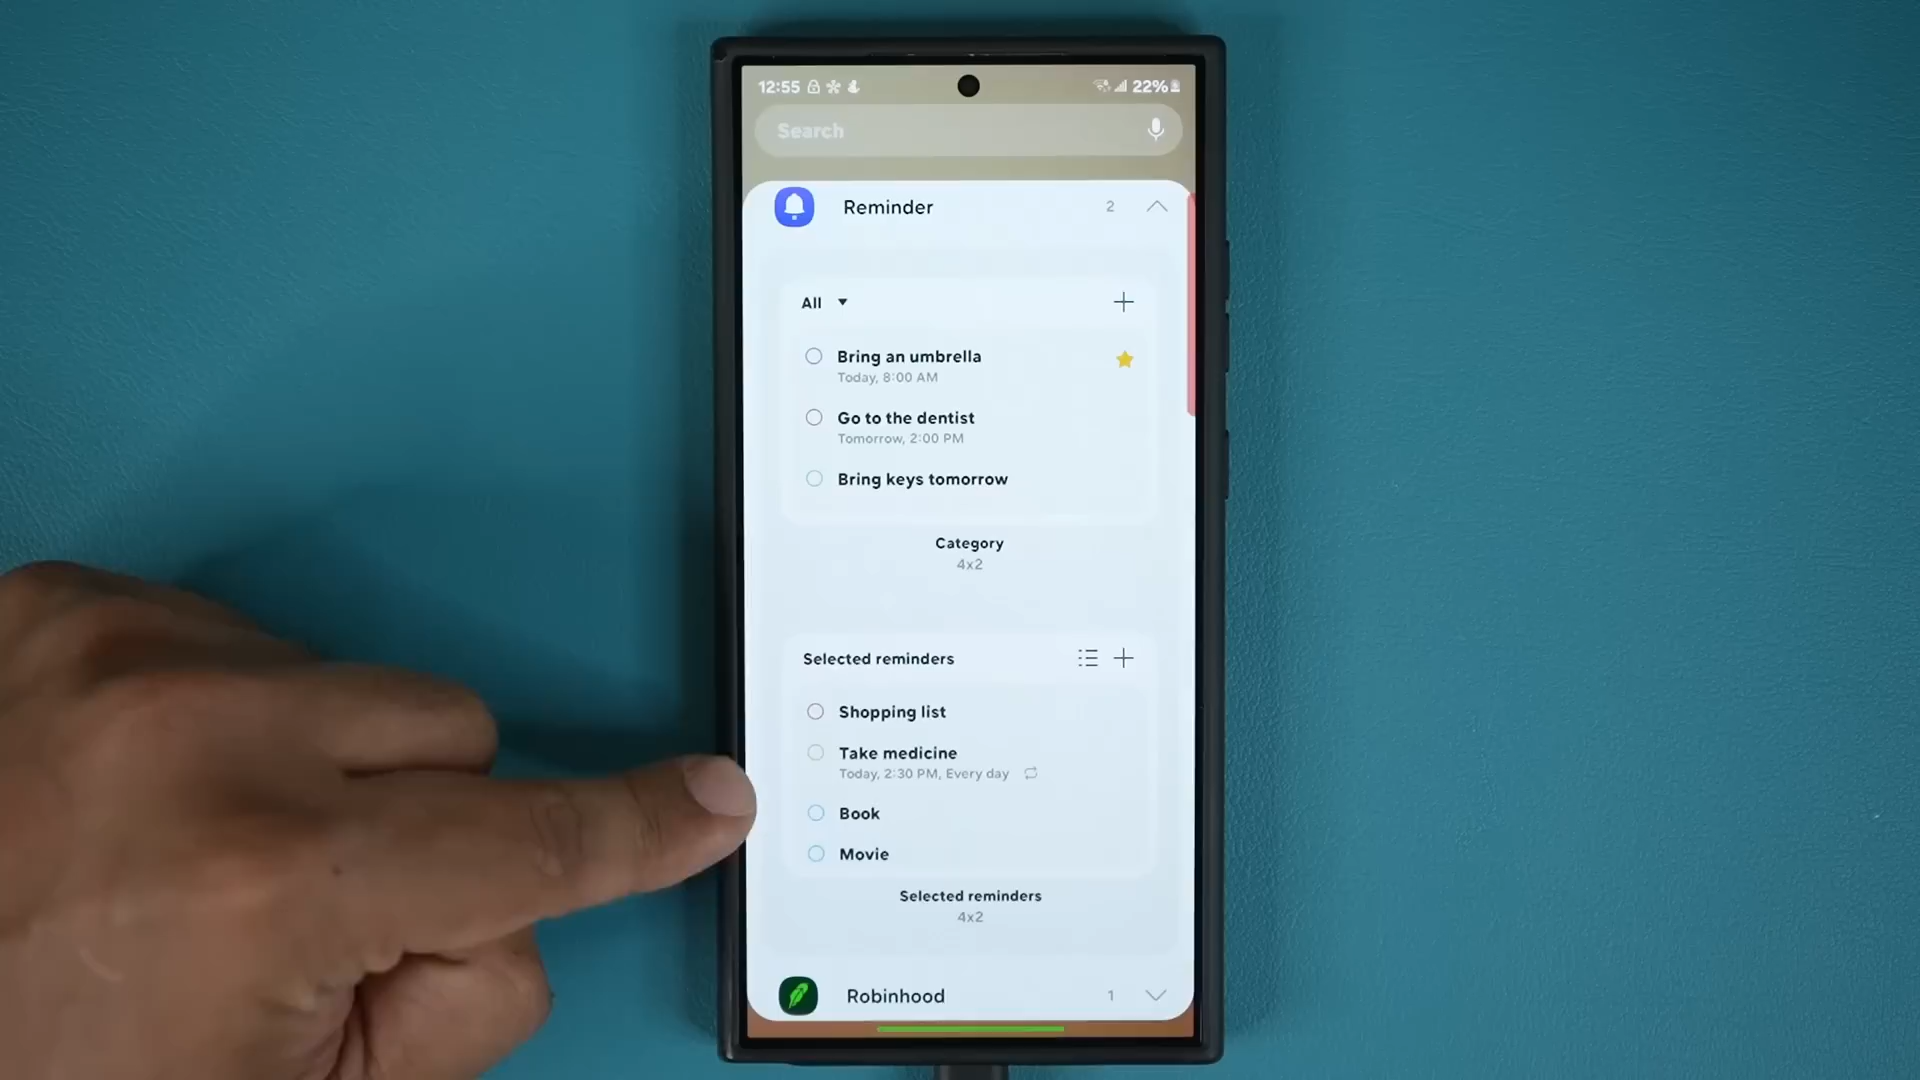 12:55 22%
Search
Reminder 2
All
Bring an umbrella
Today, 8:00 AM
Go to the dentist
Tomorrow, 2:00 PM
Bring keys tomorrow
Category
4x2
Selected reminders
Shopping list
Take medicine
Today, 2:30 PM, Every day
Book
Movie
Selected reminders
4x2
Robinhood 1